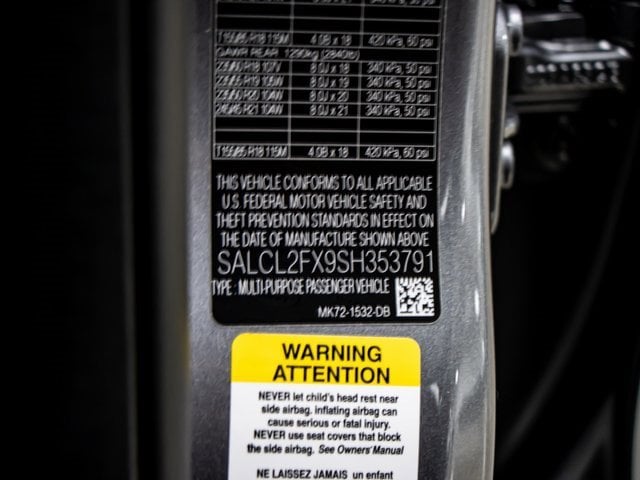 T155/85 R18 115M 4.0B x 18 420 kPa, 60 psi
GAWR REAR 1290kg (2840lb)
235/60 R18 107V 8.0J x 18 340 kPa, 50 psi
235/55 R19 105W 8.0J x 19 340 kPa, 50 psi
235/50 R20 104W 8.0J x 20 340 kPa, 50 psi
245/45 R21 104W 8.0J x 21 340 kPa, 50 psi
T155/85 R18 115M 4.0B x 18 420 kPa, 60 psi
THIS VEHICLE CONFORMS TO ALL APPLICABLE
U.S. FEDERAL MOTOR VEHICLE SAFETY AND
THEFT PREVENTION STANDARDS IN EFFECT ON
THE DATE OF MANUFACTURE SHOWN ABOVE
SALCL2FX9SH353791
TYPE : MULTI-PURPOSE PASSENGER VEHICLE
MK72-1532-DB
WARNING
ATTENTION
NEVER let child's head rest near
side airbag. inflating airbag can
cause serious or fatal injury.
NEVER use seat covers that block
the side airbag. See Owners' Manual
NE LAISSEZ JAMAIS un enfant